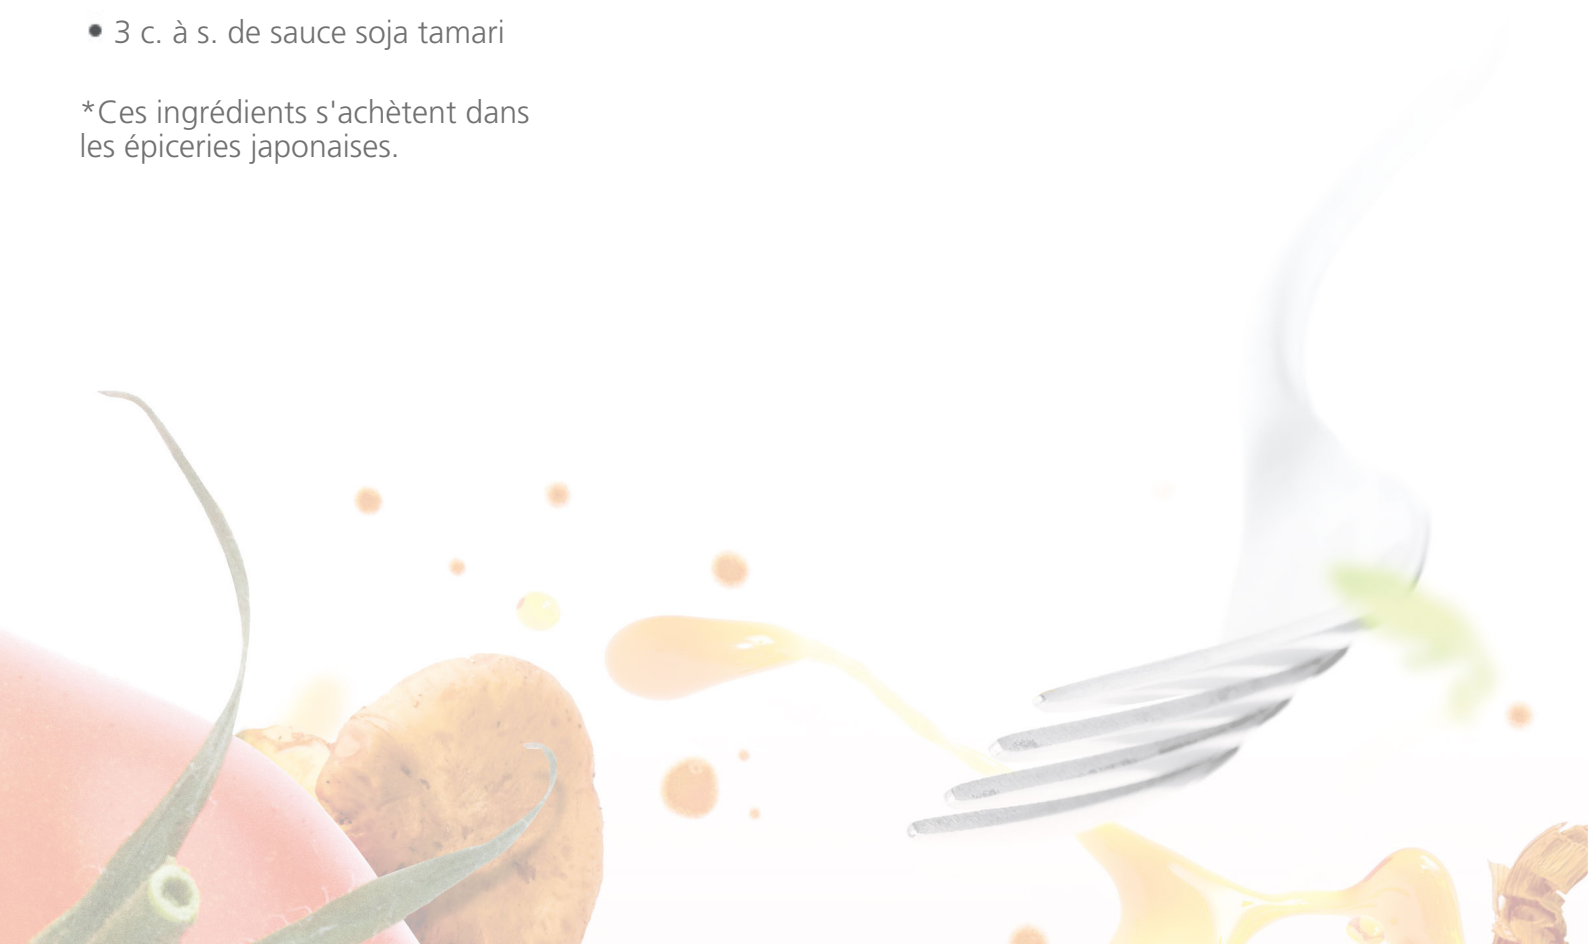 • 3 c. à s. de sauce soja tamari
*Ces ingrédients s'achètent dans
les épiceries japonaises.